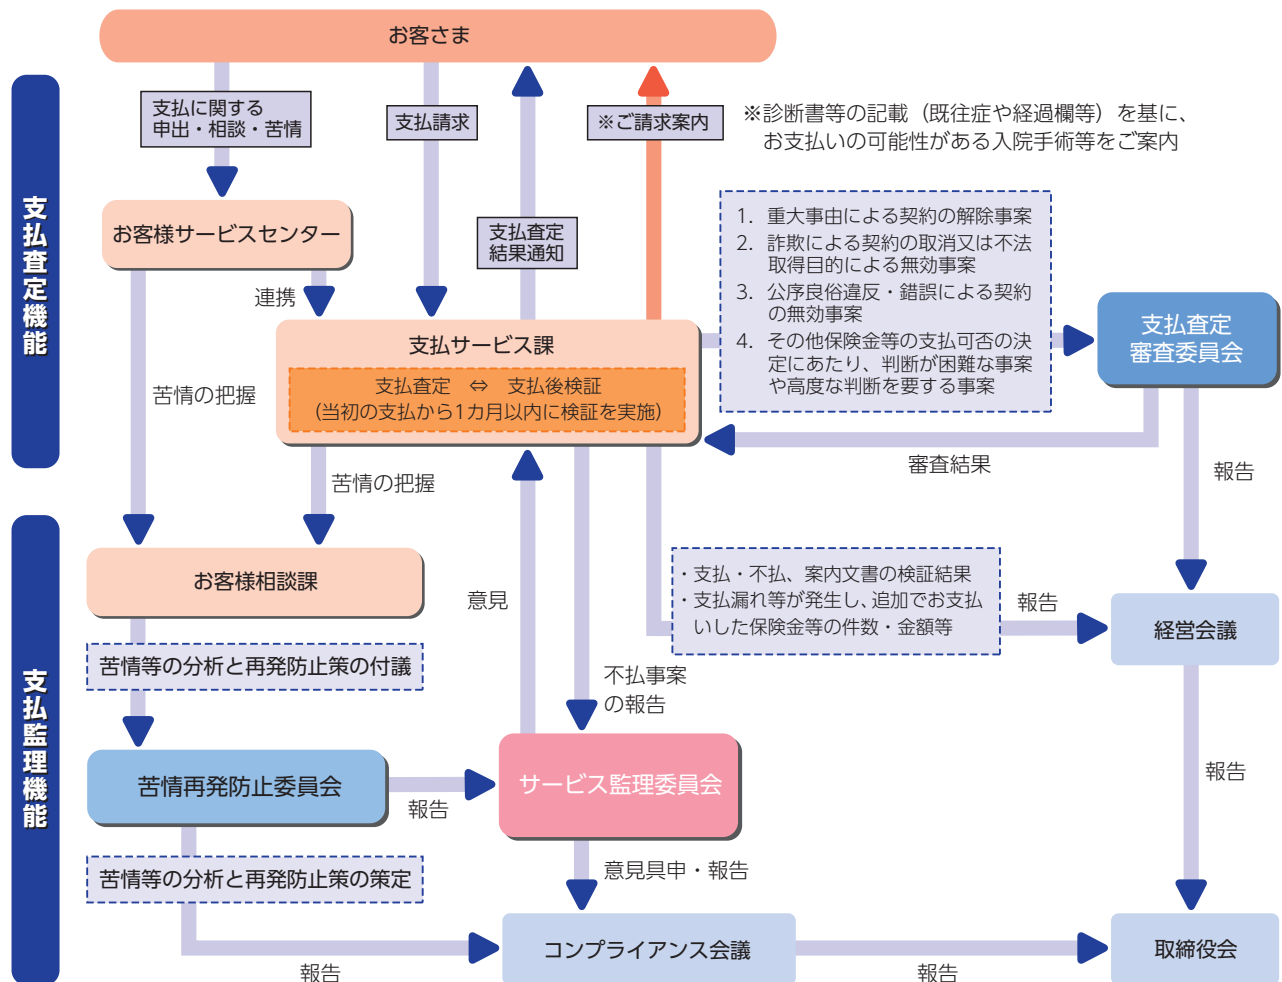 お客さま
支払に関する
申出・相談・苦情
支払請求
※ご請求案内
※診断書等の記載（既往症や経過欄等）を基に、
お支払いの可能性がある入院手術等をご案内
支払査定機能
お客様サービスセンター
支払査定
結果通知
1. 重大事由による契約の解除事案
2. 詐欺による契約の取消又は不法
取得目的による無効事案
3. 公序良俗違反・錯誤による契約
の無効事案
4. その他保険金等の支払可否の決
定にあたり、判断が困難な事案
や高度な判断を要する事案
支払査定
審査委員会
連携
支払サービス課
支払査定 ⇔ 支払後検証
（当初の支払から1カ月以内に検証を実施）
苦情の把握
苦情の把握
審査結果
報告
支払監理機能
お客様相談課
意見
・支払・不払、案内文書の検証結果
・支払漏れ等が発生し、追加でお支払
いした保険金等の件数・金額等
報告
経営会議
苦情等の分析と再発防止策の付議
不払事案
の報告
苦情再発防止委員会
報告
サービス監理委員会
報告
苦情等の分析と再発防止策の策定
意見具申・報告
コンプライアンス会議
取締役会
報告
報告